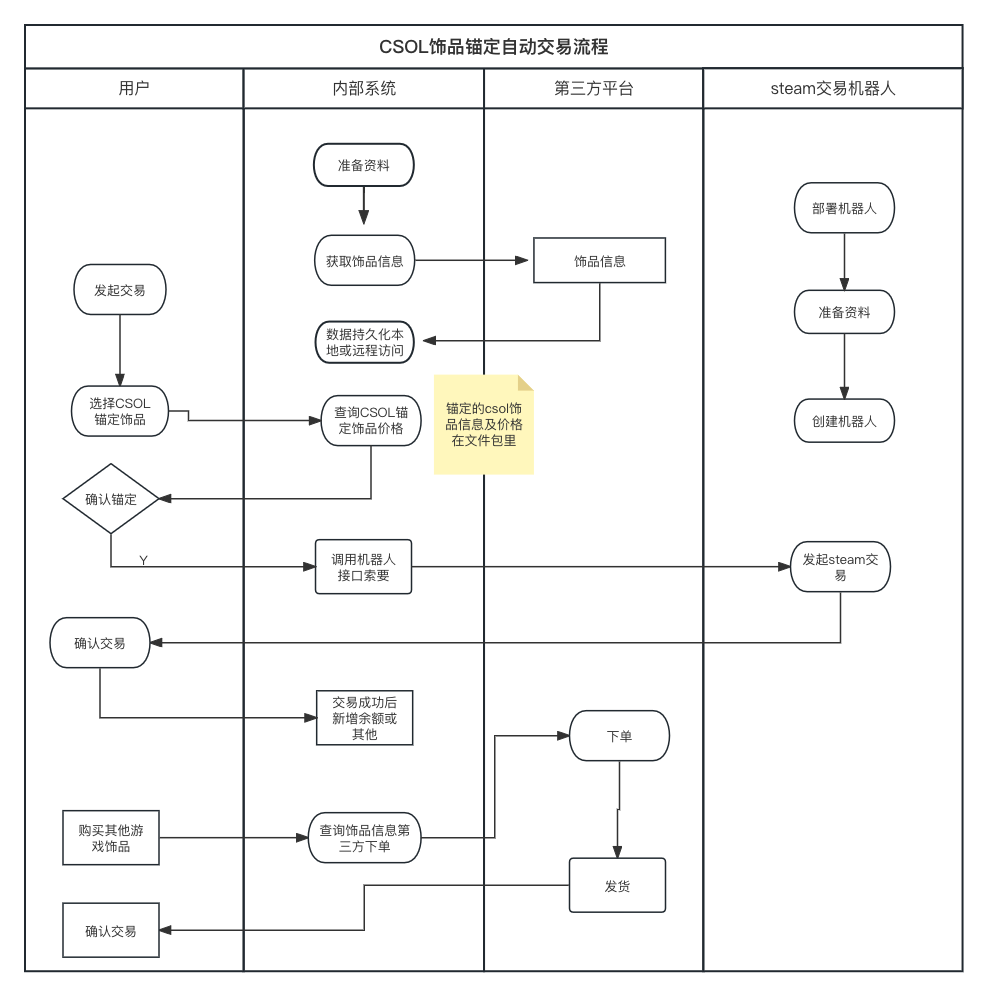 CSOL饰品锚定自动交易流程
用户
内部系统
第三方平台
steam交易机器人
准备资料
部署机器人
获取饰品信息
饰品信息
发起交易
准备资料
数据持久化本
地或远程访问
选择CSOL
锚定饰品
查询CSOL锚
定饰品价格
锚定的csol饰
品信息及价格
在文件包里
创建机器人
确认锚定
Y
调用机器人
接口索要
发起steam交
易
确认交易
交易成功后
新增余额或
其他
下单
购买其他游
戏饰品
查询饰品信息第
三方下单
发货
确认交易